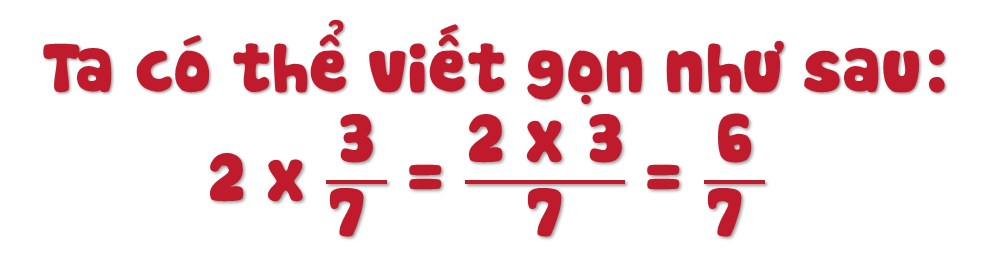 Ta có thể viết gọn như sau:
2 x 3/7 = 2 x 3/7 = 6/7